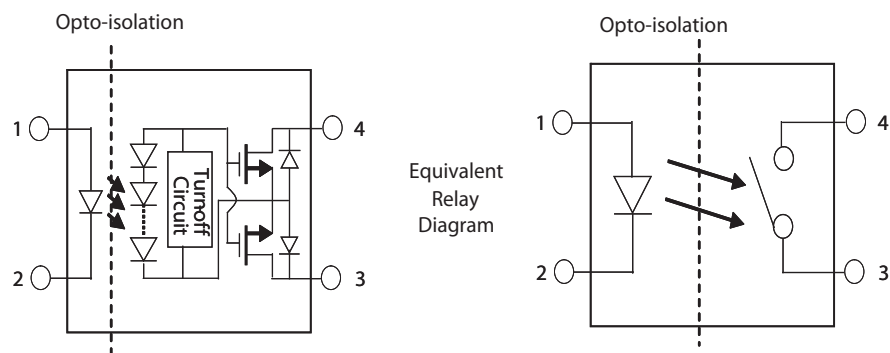 Opto-isolation
1
2
Turnoff
Circuit
4
3
Equivalent
Relay
Diagram
Opto-isolation
1
2
4
3